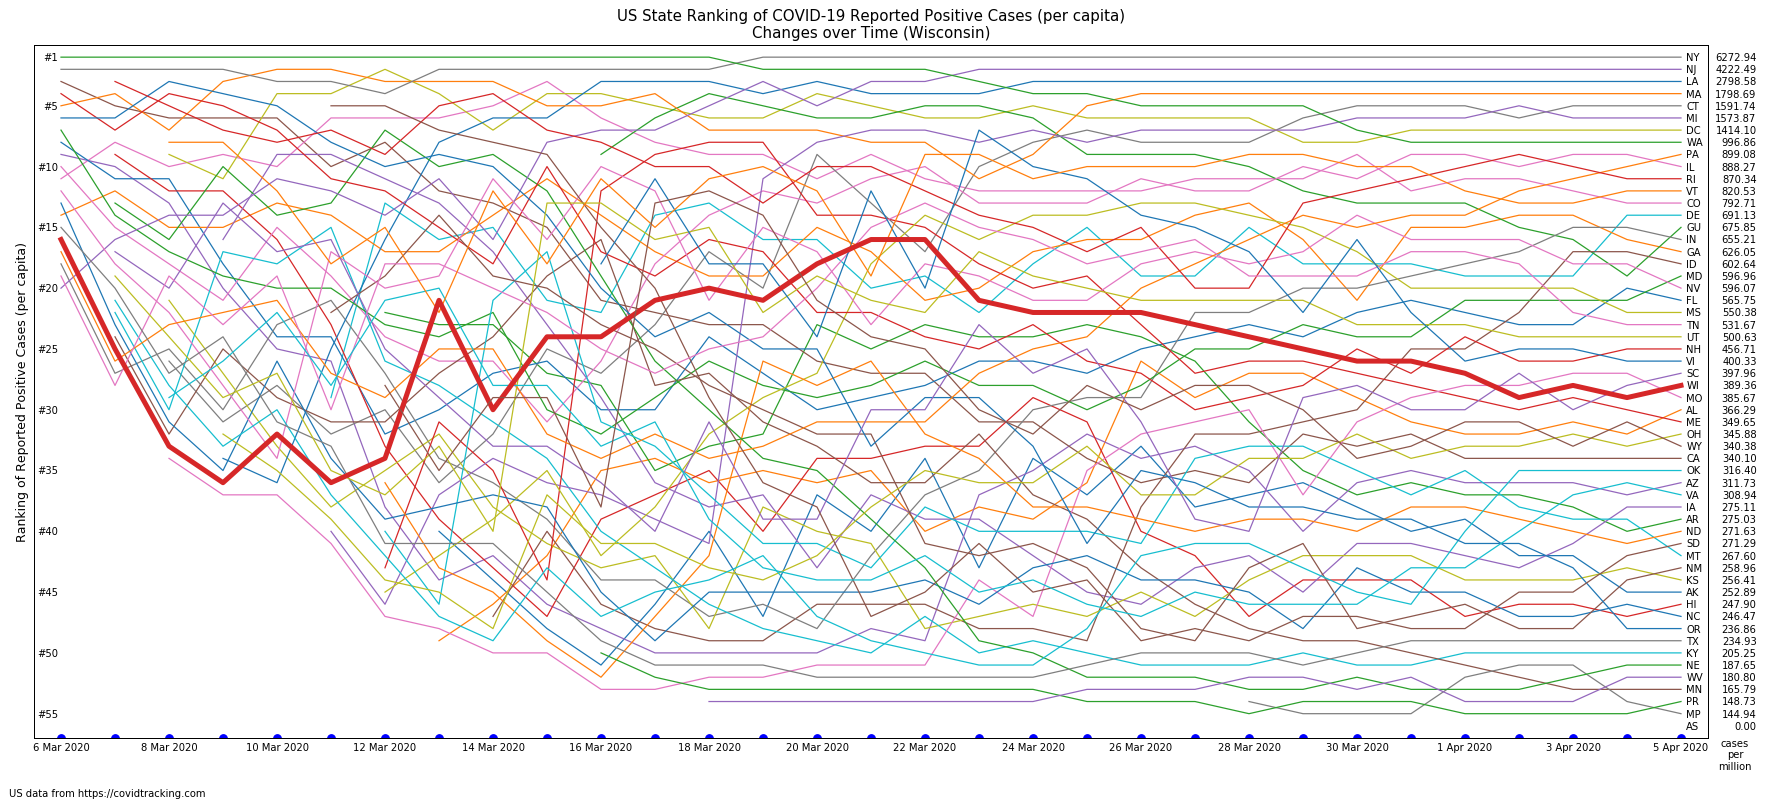 US State Ranking of COVID-19 Reported Positive Cases (per capita)
Changes over Time (Wisconsin)
Ranking of Reported Positive Cases (per capita)
#1
#5
#10
#15
#20
#25
#30
#35
#40
#45
#50
#55
NY 6272.94
NJ 4222.49
LA 2798.58
MA 1798.69
CT 1591.74
MI 1573.87
DC 1414.10
WA 996.86
PA 899.08
IL 888.27
RI 870.34
VT 820.53
CO 792.71
DE 691.13
GU 675.85
IN 655.21
GA 626.05
ID 602.64
MD 596.96
NV 596.07
FL 565.75
MS 550.38
TN 531.67
UT 500.63
NH 456.71
VI 400.33
SC 397.96
WI 389.36
MO 385.67
AL 366.29
ME 349.65
OH 345.88
WY 340.38
CA 340.10
OK 316.40
AZ 311.73
VA 308.94
IA 275.11
AR 275.03
ND 271.63
SD 271.29
MT 267.60
NM 258.96
KS 256.41
AK 252.89
HI 247.90
NC 246.47
OR 236.86
TX 234.93
KY 205.25
NE 187.65
WV 180.80
MN 165.79
PR 148.73
MP 144.94
AS 0.00
6 Mar 2020 8 Mar 2020 10 Mar 2020 12 Mar 2020 14 Mar 2020 16 Mar 2020 18 Mar 2020 20 Mar 2020 22 Mar 2020 24 Mar 2020 26 Mar 2020 28 Mar 2020 30 Mar 2020 1 Apr 2020 3 Apr 2020 5 Apr 2020
cases
per
million
US data from https://covidtracking.com